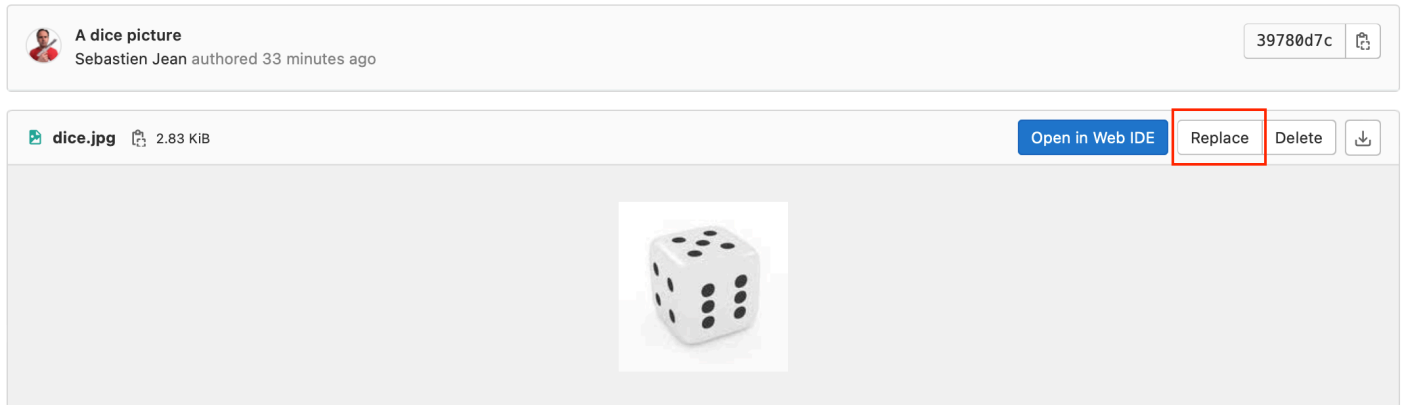 A dice picture
Sebastien Jean authored 33 minutes ago
39780d7c
dice.jpg 2.83 KiB
Open in Web IDE Replace Delete